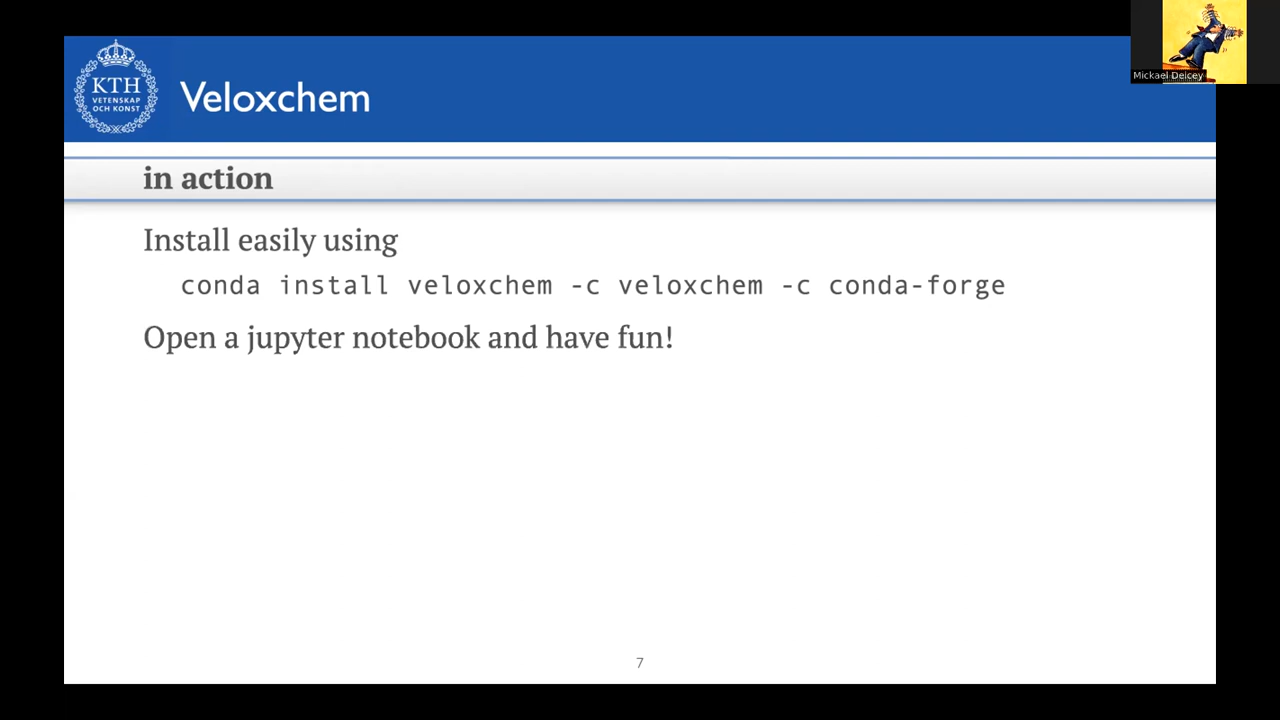 Mickael Delcey
KTH
VETENSKAP
OCH KONST
Veloxchem
in action
Install easily using
conda install veloxchem -c veloxchem -c conda-forge
Open a jupyter notebook and have fun!
7